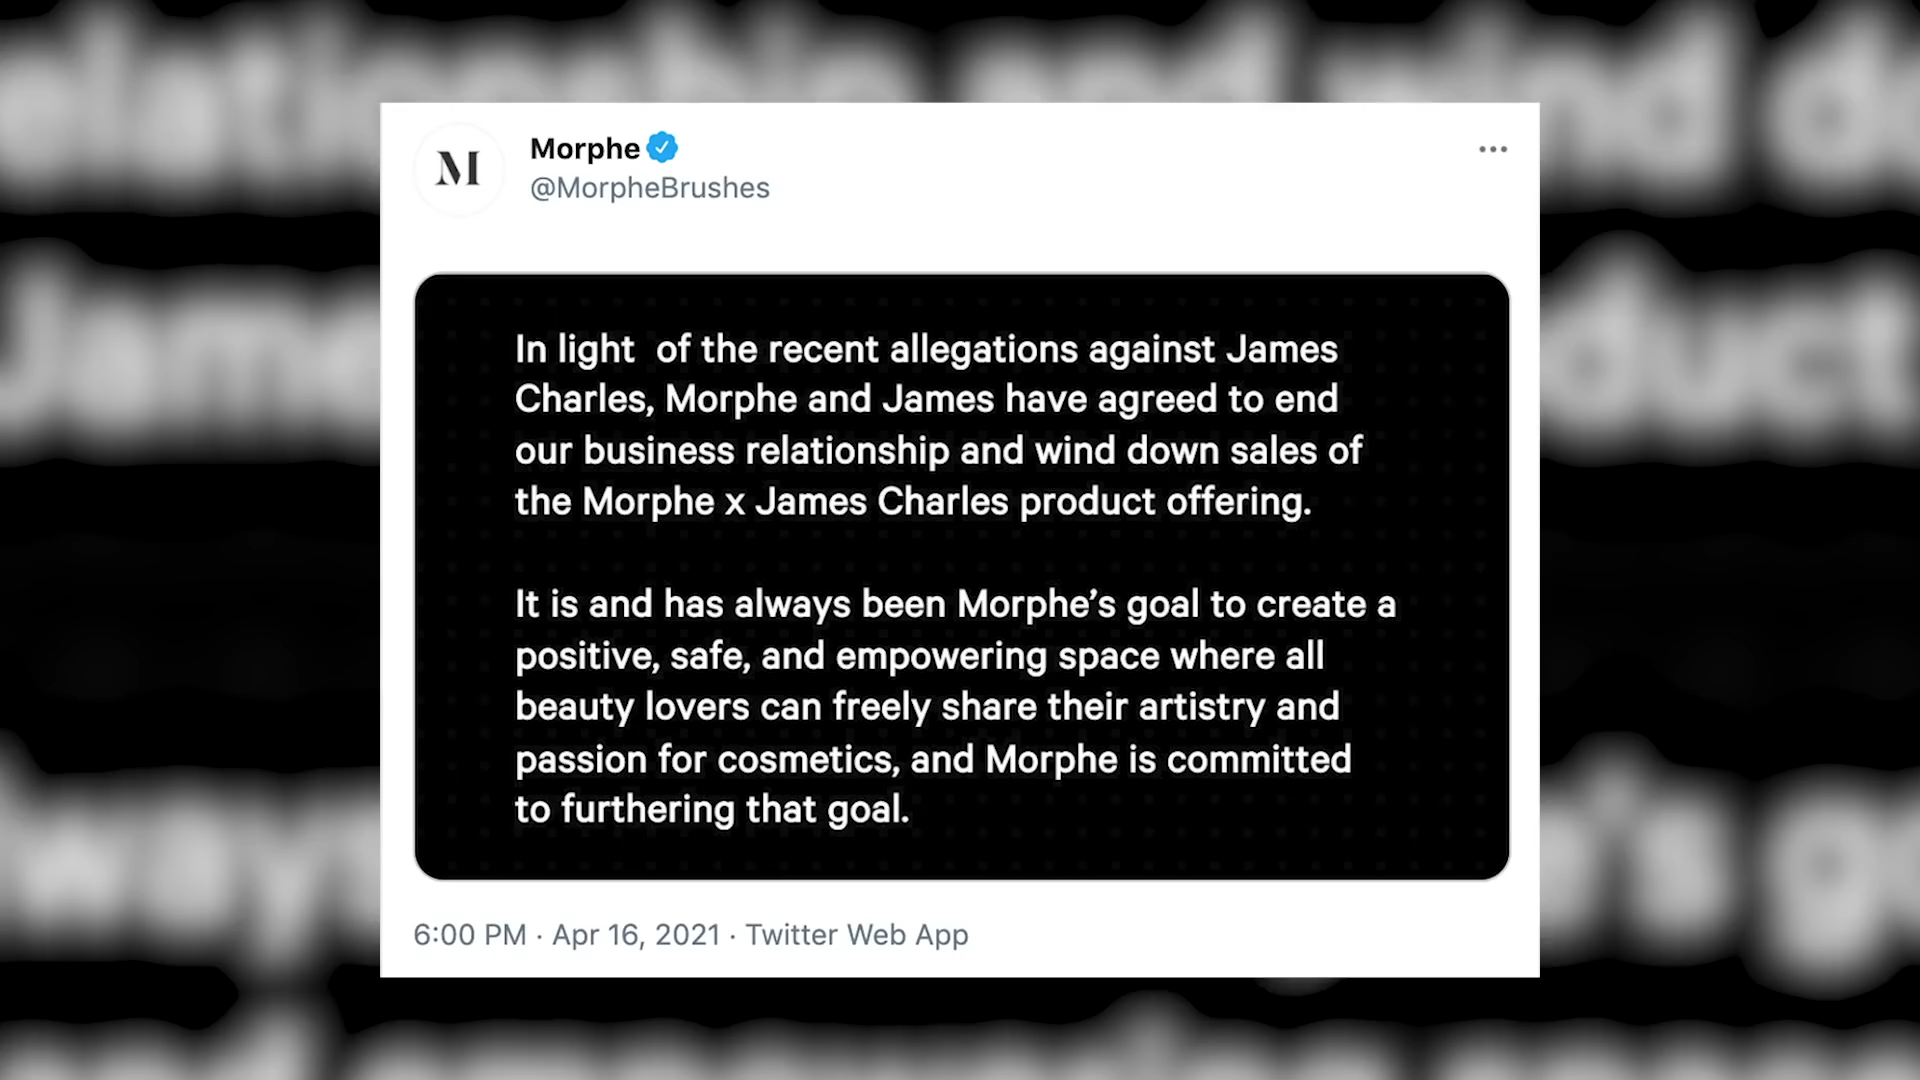 M
Morphe
@MorpheBrushes
In light  of the recent allegations against James
Charles, Morphe and James have agreed to end
our business relationship and wind down sales of
the Morphe x James Charles product offering.
It is and has always been Morphe’s goal to create a
positive, safe, and empowering space where all
beauty lovers can freely share their artistry and
passion for cosmetics, and Morphe is committed
to furthering that goal.
6:00 PM · Apr 16, 2021 · Twitter Web App